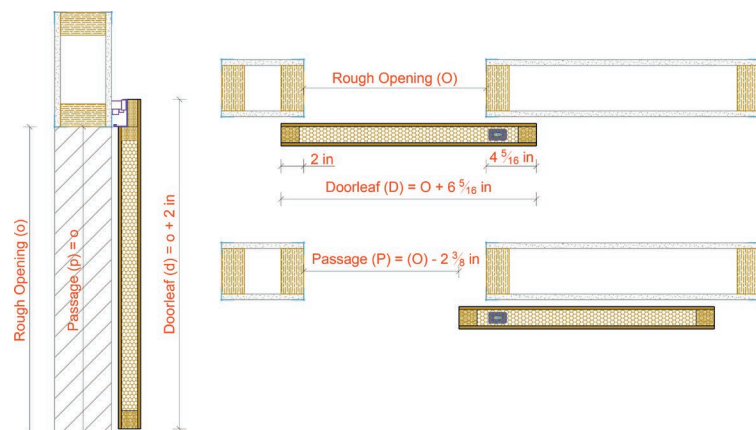 Rough Opening (O)
2 in
4 5⁄16 in
Doorleaf (D) = O + 6 5⁄16 in
Passage (P) = (O) - 2 3⁄8 in
Rough Opening (o)
Passage (p) = o
Doorleaf (d) = o + 2 in